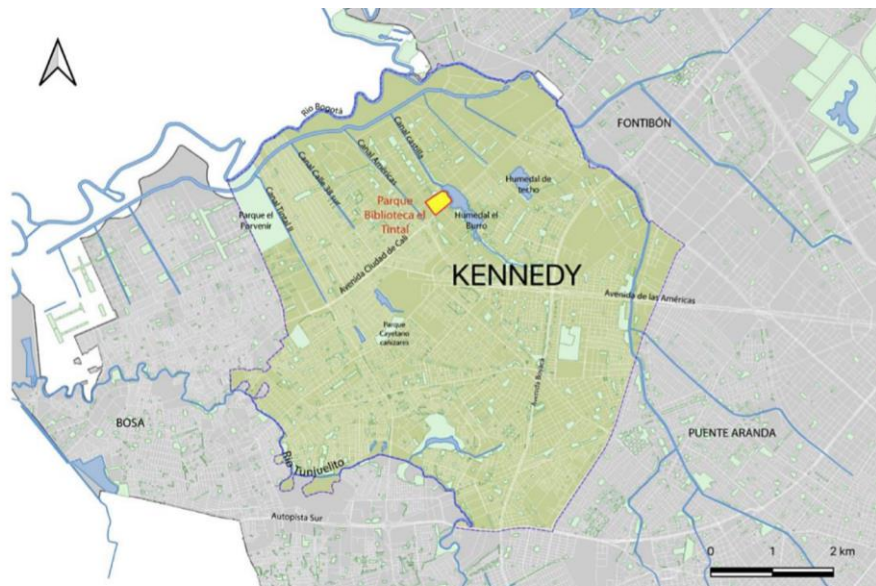 Río Bogotá
FONTIBÓN
Canal castilla
Canal Américas
Canal Calle 38 sur
Canal Tintal II
Humedal de
techo
Parque
Biblioteca el
Tintal
Parque el
Porvenir
Humedal el
Burro
Avenida Ciudad de Cali
KENNEDY
Avenida de las Américas
Parque
Cayetano
cañizares
Avenida Boyacá
BOSA
PUENTE ARANDA
Río Tunjuelito
Autopista Sur
0 1 2 km